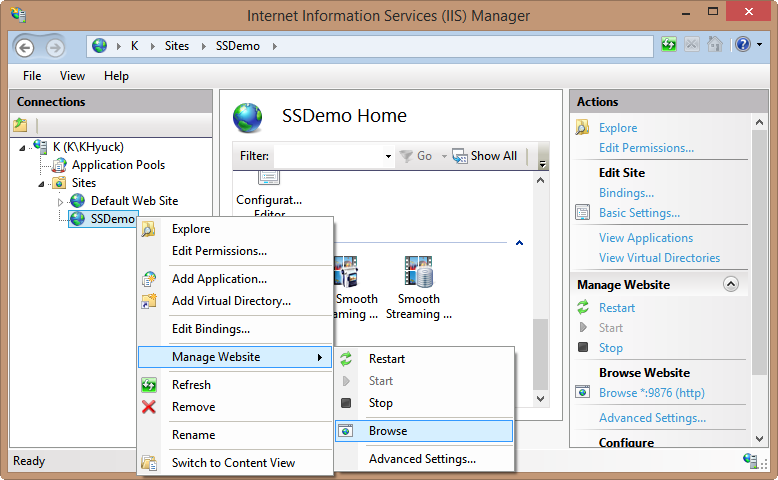 Internet Information Services (IIS) Manager
K Sites SSDemo
File View Help
Connections
K (K\KHyuck)
Application Pools
Sites
Default Web Site
SSDemo
Explore
Edit Permissions...
Add Application...
Add Virtual Directory...
Edit Bindings...
Manage Website
Refresh
Remove
Rename
Switch to Content View
Restart
Start
Stop
Browse
Advanced Settings...
SSDemo Home
Filter: Go Show All
Configurat...
Editor
Smooth Smooth
Streaming ... Streaming ...
Actions
Explore
Edit Permissions...
Edit Site
Bindings...
Basic Settings...
View Applications
View Virtual Directories
Manage Website
Restart
Start
Stop
Browse Website
Browse *:9876 (http)
Advanced Settings...
Configure
Ready